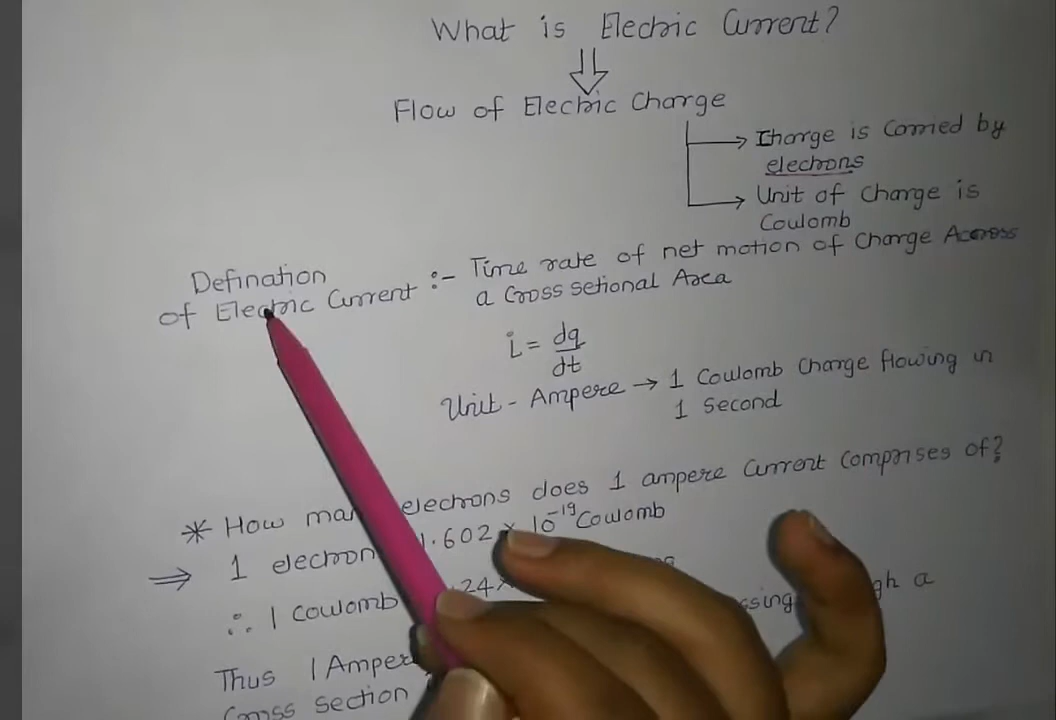 What is Electric Current?
Flow of Electric Charge
Charge is Carried by
electrons
Unit of Charge is
Coulomb
Defination
of Electric Current :- Time rate of net motion of Charge Across
a Cross setional Area
i = dq
dt
Unit - Ampere → 1 Coulomb Charge flowing in
1 Second
* How electrons does 1 ampere Current Comprises of?
⇒ 1 electron 1.602 × 10⁻¹⁹ Coulomb
∴ 1 Coulomb
a
Thus 1 Ampere
Cross section